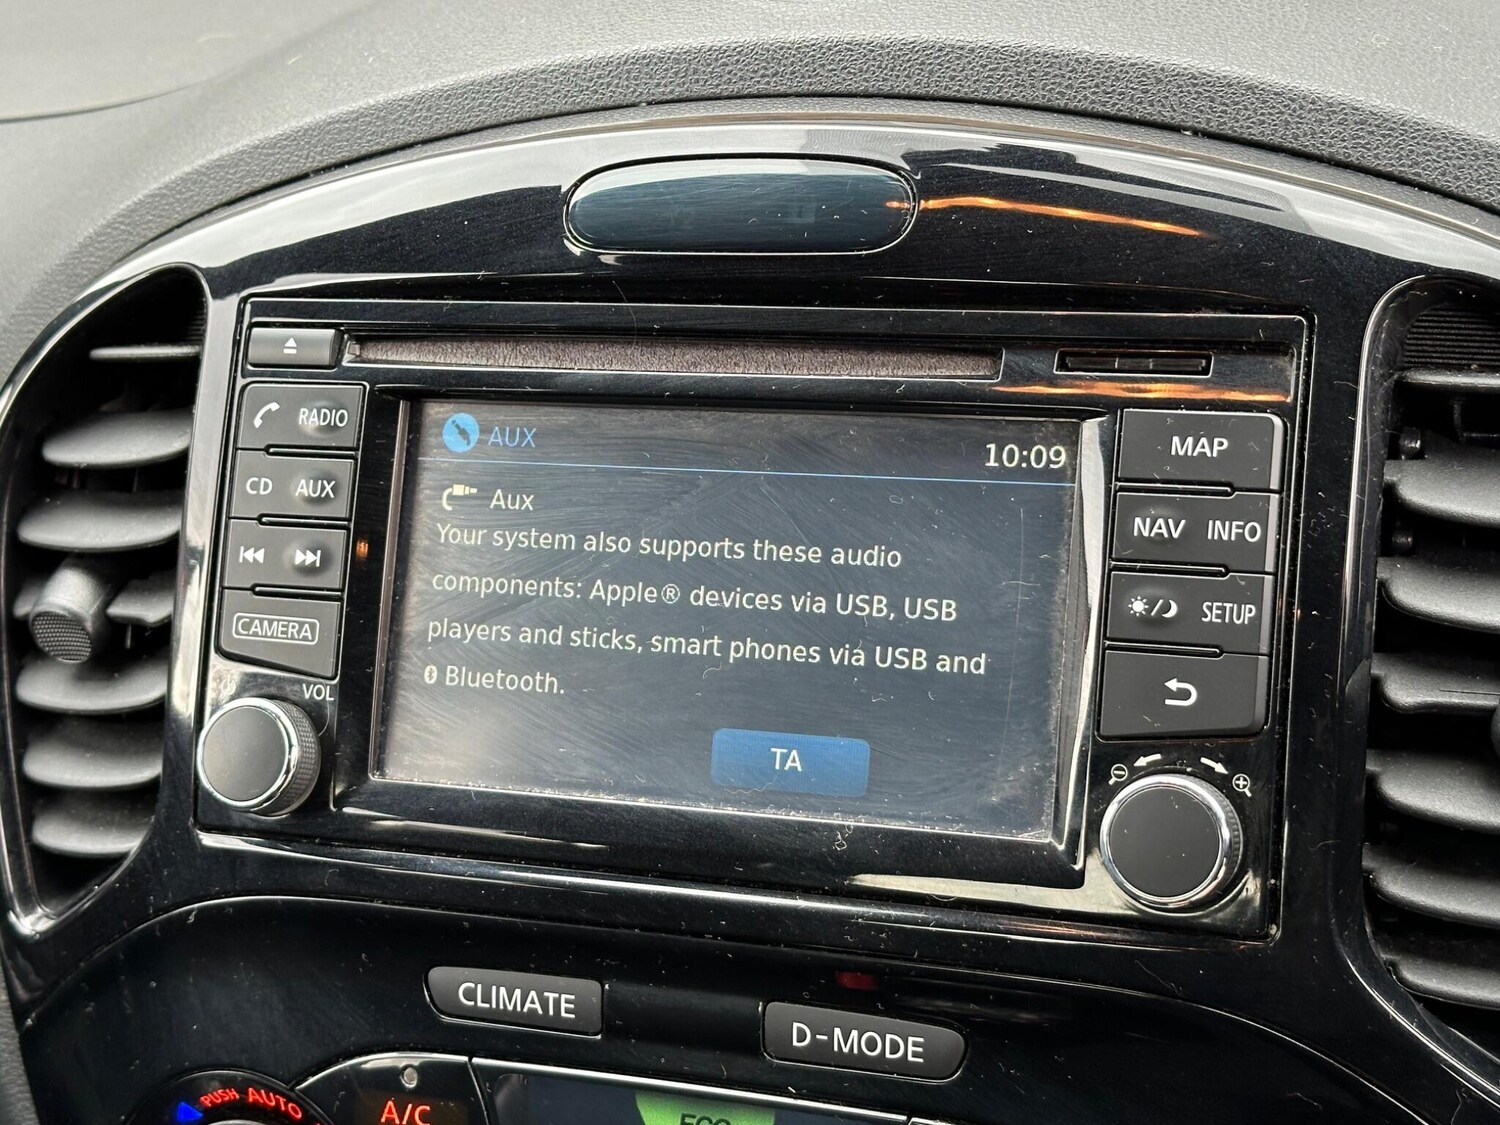 RADIO
CD AUX
CAMERA
VOL
AUX
10:09
Aux
Your system also supports these audio
components: Apple® devices via USB, USB
players and sticks, smart phones via USB and
Bluetooth.
TA
MAP
NAV INFO
SETUP
CLIMATE
D-MODE
PUSH AUTO
A/C
ECO